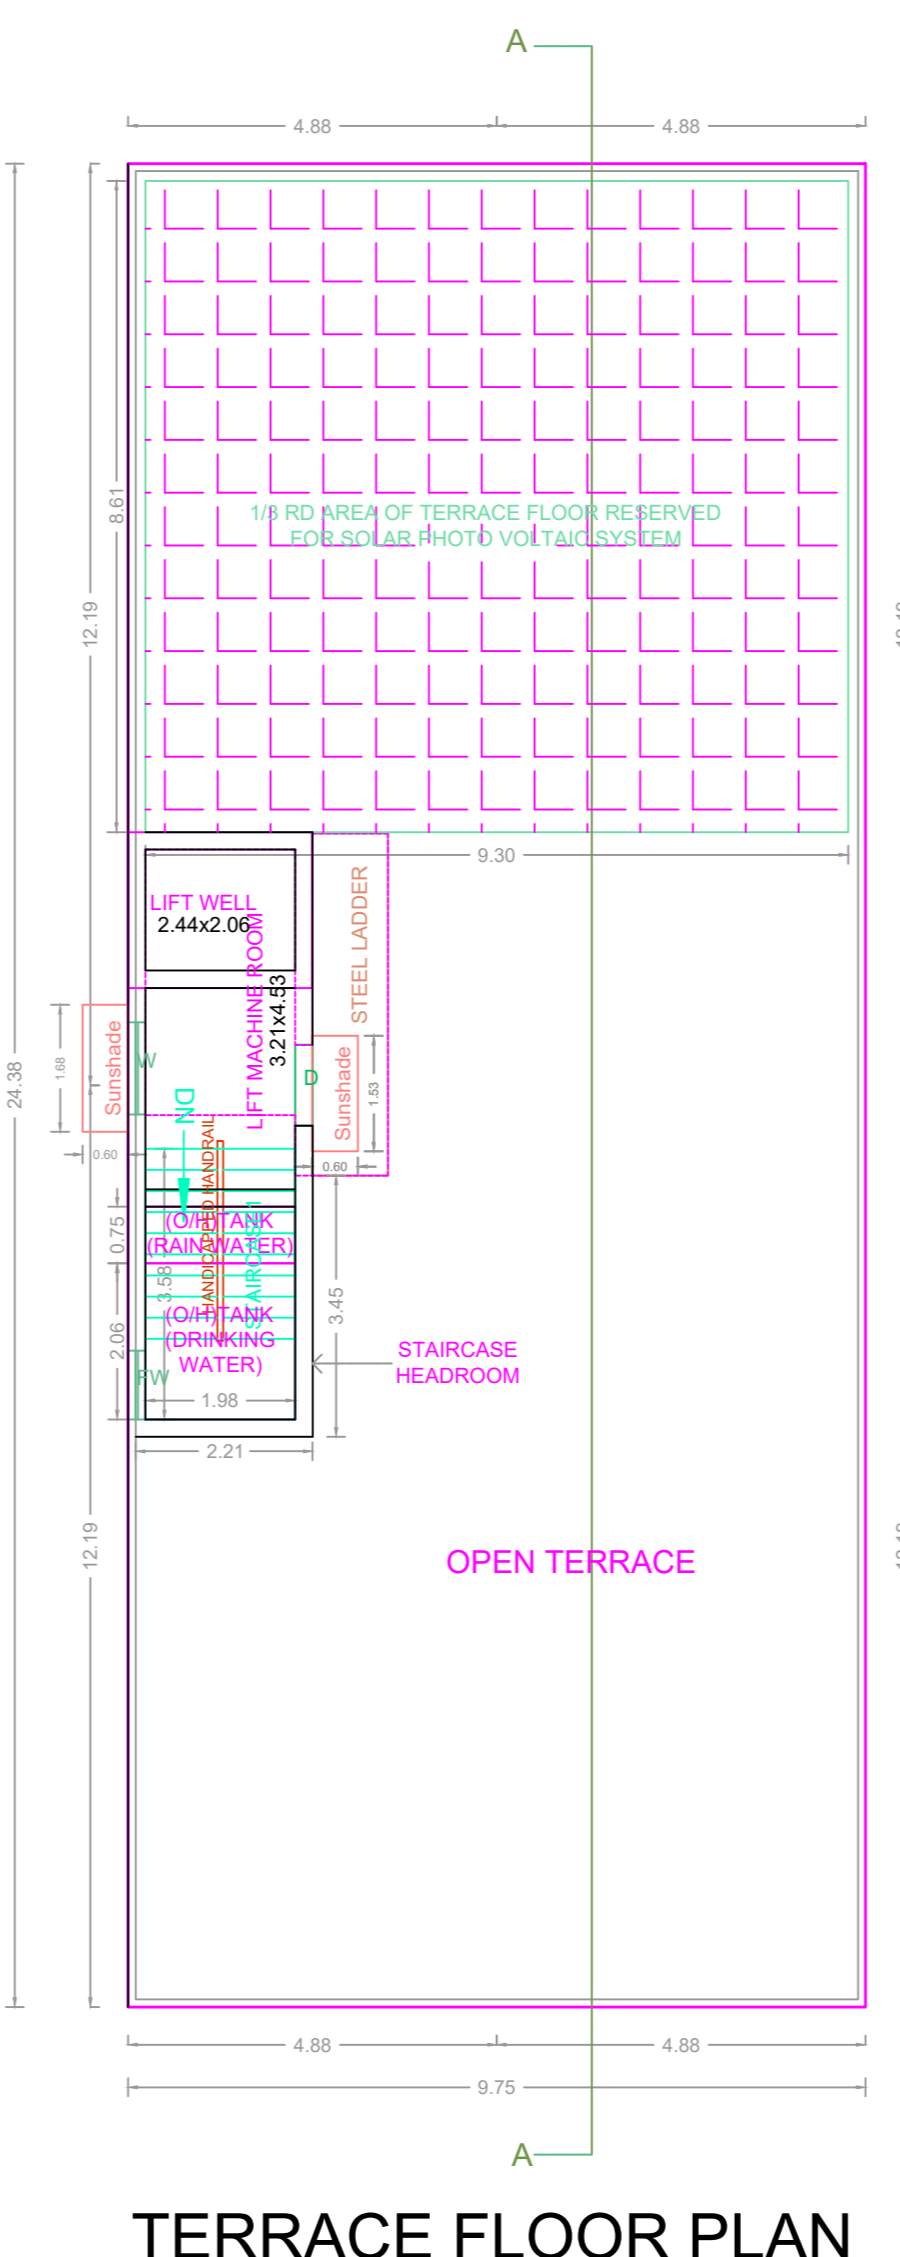 A
4.88
4.88
24.38
12.19
8.61
1/3 RD AREA OF TERRACE FLOOR RESERVED
FOR SOLAR PHOTO VOLTAIC SYSTEM
9.30
LIFT WELL
2.44x2.06
LIFT MACHINE ROOM
3.21x4.53
STEEL LADDER
Sunshade
1.68
0.60
W
D
Sunshade
1.53
0.60
DN
HANDICAPPED HANDRAIL
(O/H)TANK
(RAIN WATER)
0.75
3.58
(O/H)TANK
(DRINKING
WATER)
2.06
3.45
STAIRCASE
HEADROOM
FW
1.98
2.21
12.19
OPEN TERRACE
4.88
4.88
9.75
A
TERRACE FLOOR PLAN